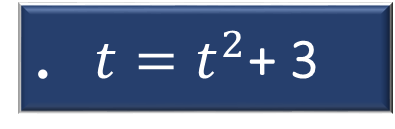 . t = t²+ 3